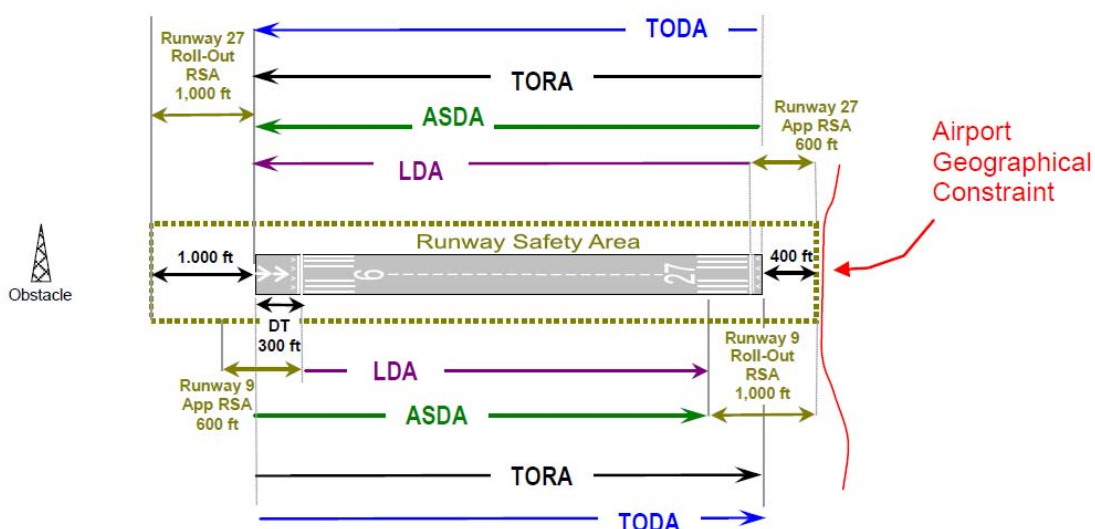 TODA
Runway 27
Roll-Out
RSA
1,000 ft
TORA
Runway 27
App RSA
600 ft
ASDA
LDA
Airport
Geographical
Constraint
Runway Safety Area
1.000 ft
400 ft
9
27
Obstacle
DT
300 ft
Runway 9
Roll-Out
RSA
1,000 ft
LDA
Runway 9
App RSA
600 ft
ASDA
TORA
TODA